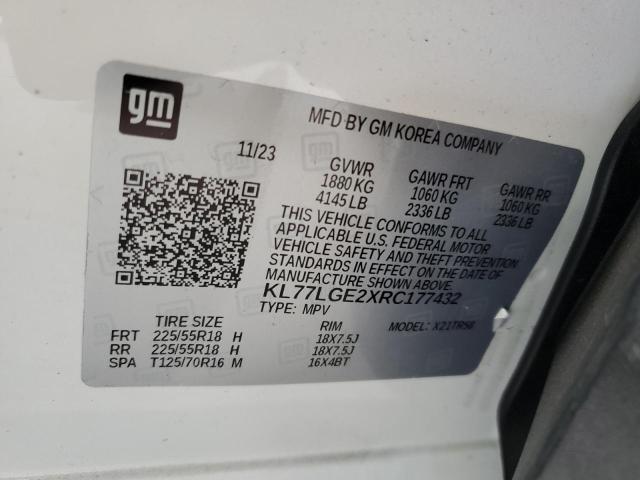 gm
MFD BY GM KOREA COMPANY
11/23
GVWR GAWR FRT GAWR RR
1880 KG 1060 KG 1060 KG
4145 LB 2336 LB 2336 LB
THIS VEHICLE CONFORMS TO ALL
APPLICABLE U.S. FEDERAL MOTOR
VEHICLE SAFETY AND THEFT PREVENTION
STANDARDS IN EFFECT ON THE DATE OF
MANUFACTURE SHOWN ABOVE.
KL77LGE2XRC177432
TYPE: MPV MODEL:
TIRE SIZE RIM
FRT 225/55R18 H 18X7.5J
RR 225/55R18 H 18X7.5J
SPA T125/70R16 M 16X4BT